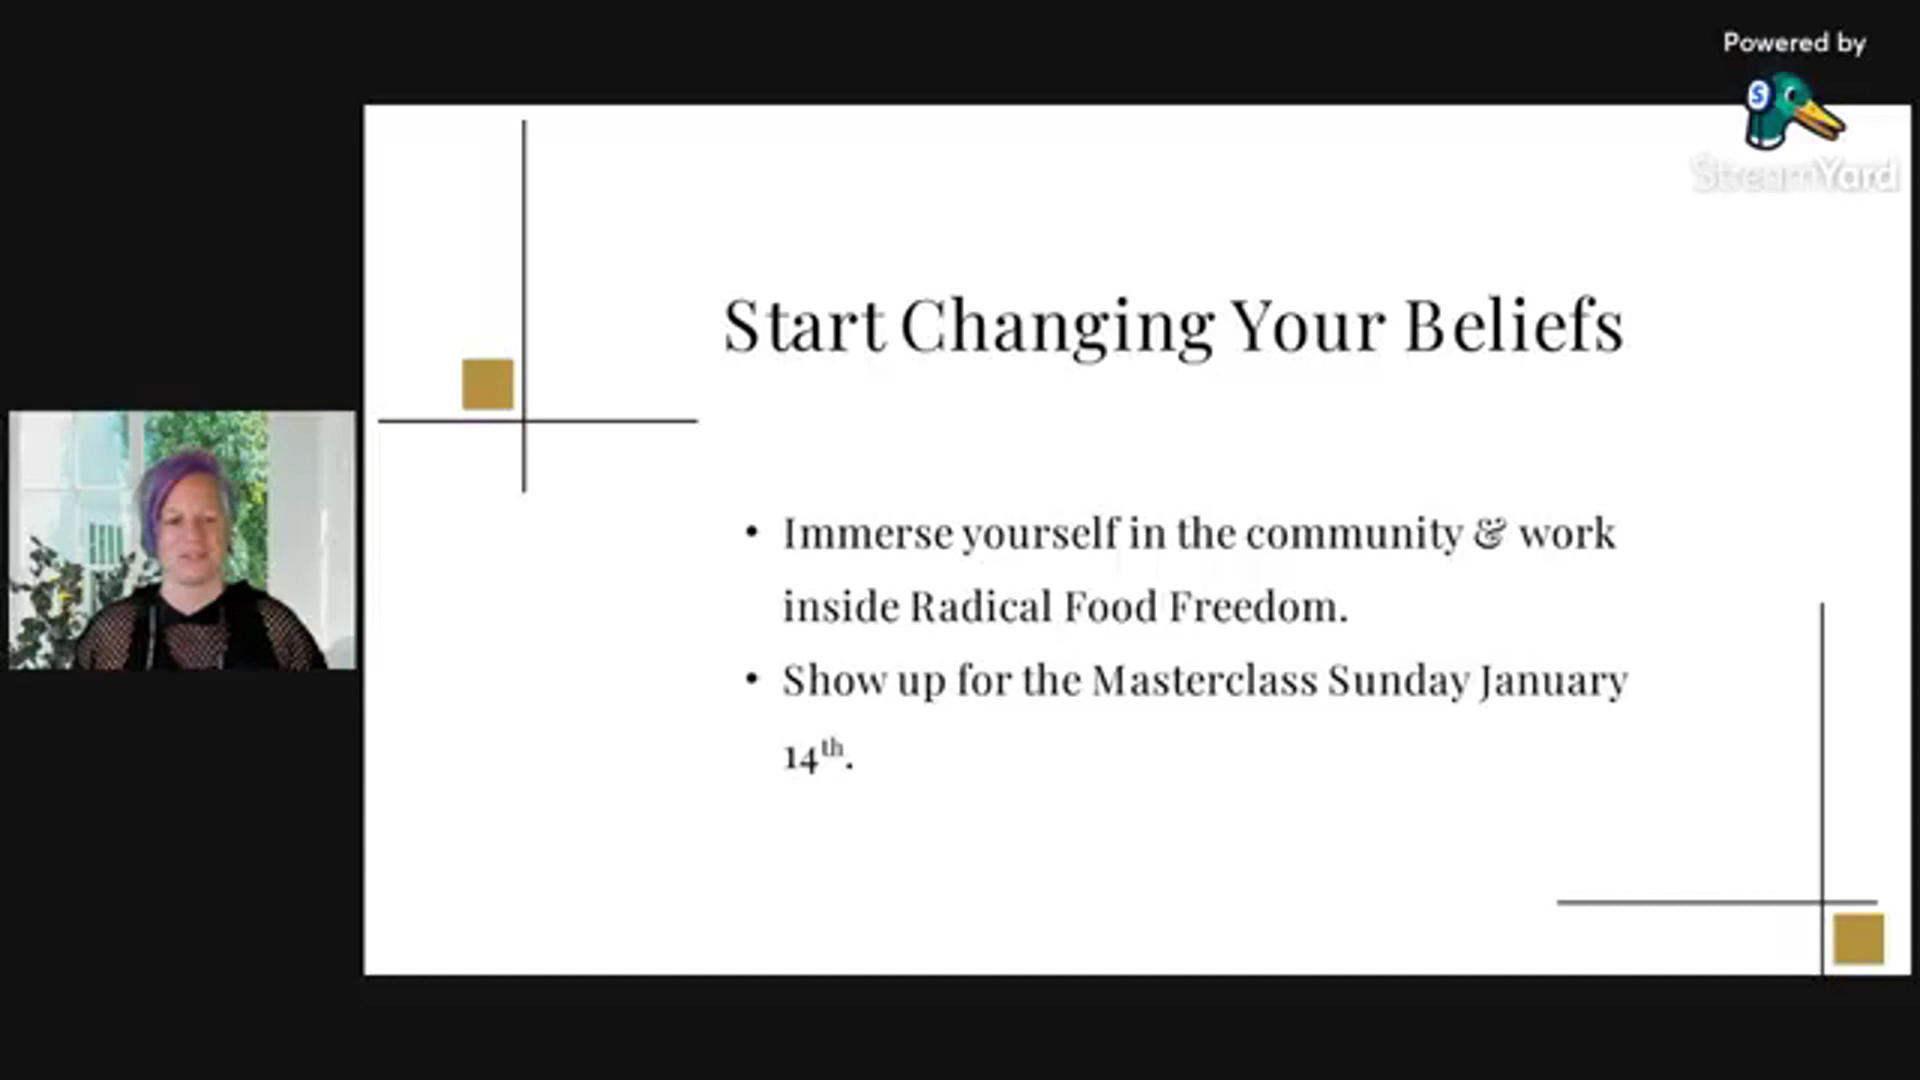 Powered by
StreamYard
Start Changing Your Beliefs
• Immerse yourself in the community & work
inside Radical Food Freedom.
• Show up for the Masterclass Sunday January
14th.